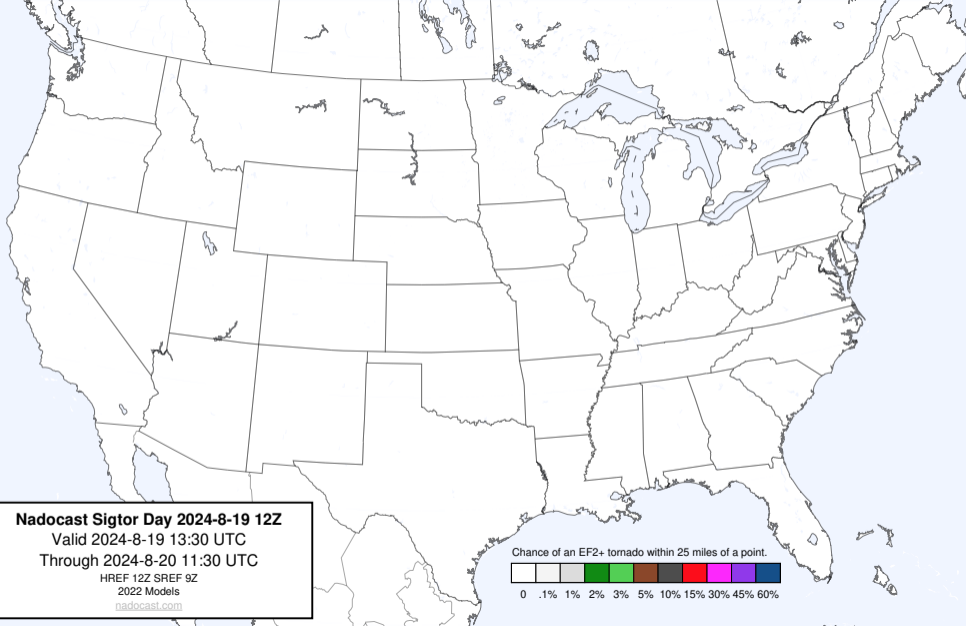 Nadocast Sigtor Day 2024-8-19 12Z
Valid 2024-8-19 13:30 UTC
Through 2024-8-20 11:30 UTC
HREF 12Z SREF 9Z
2022 Models
nadocast.com
Chance of an EF2+ tornado within 25 miles of a point.
0 .1% 1% 2% 3% 5% 10% 15% 30% 45% 60%